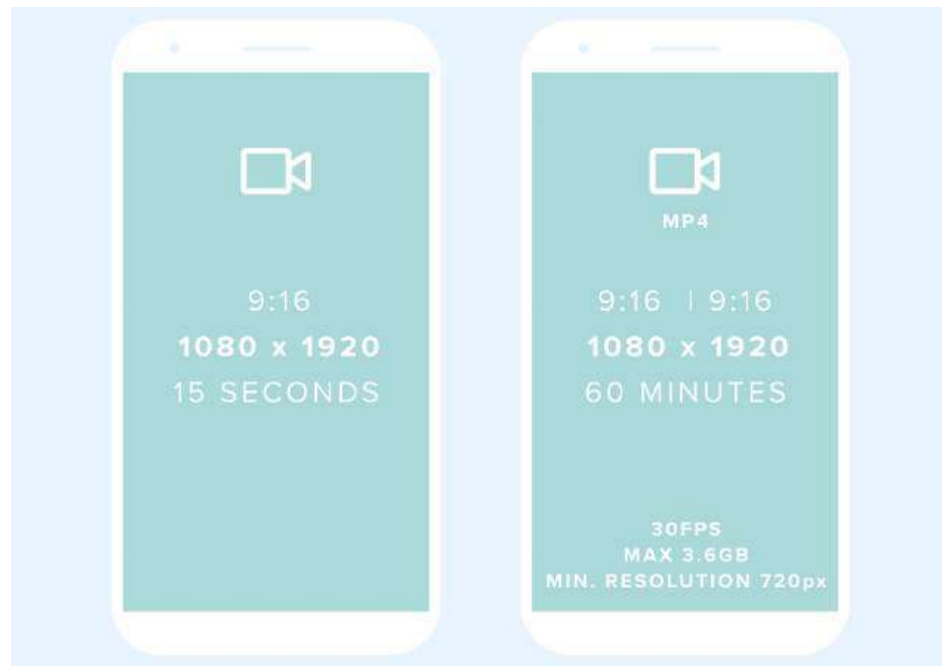 9:16
1080 x 1920
15 SECONDS
MP4
9:16 | 9:16
1080 x 1920
60 MINUTES
30FPS
MAX 3.6GB
MIN. RESOLUTION 720px